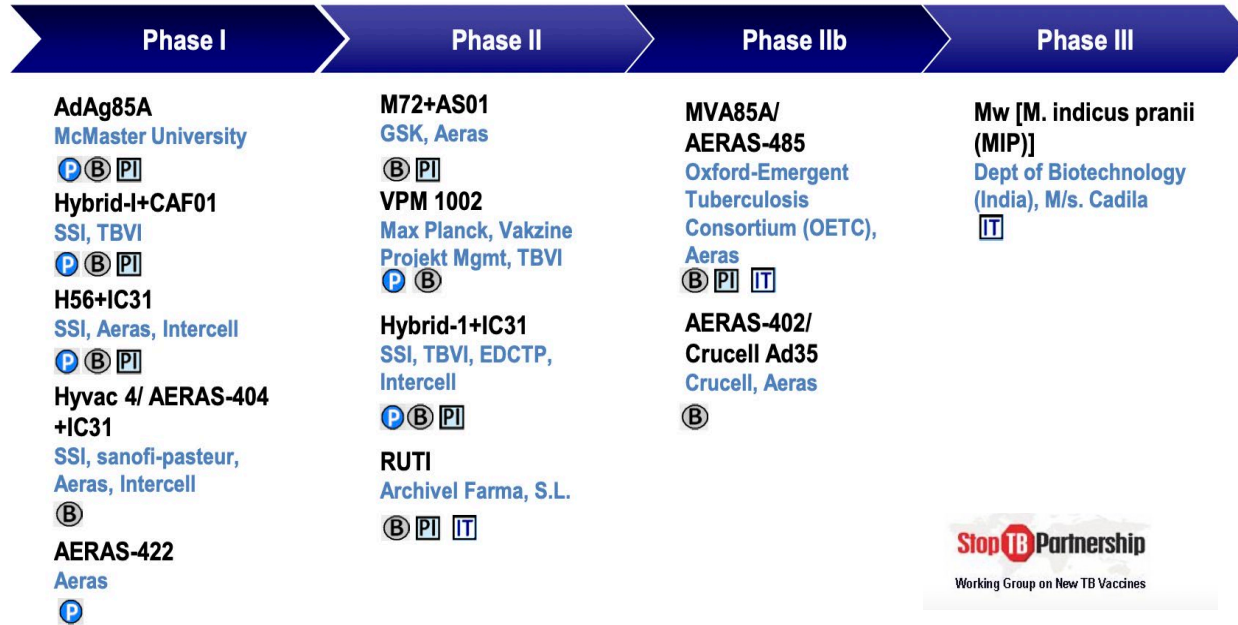 Phase I
Phase II
Phase IIb
Phase III
AdAg85A
McMaster University
P B PI
Hybrid-I+CAF01
SSI, TBVI
P B PI
H56+IC31
SSI, Aeras, Intercell
P B PI
Hyvac 4/ AERAS-404
+IC31
SSI, sanofi-pasteur,
Aeras, Intercell
B
AERAS-422
Aeras
P
M72+AS01
GSK, Aeras
B PI
VPM 1002
Max Planck, Vakzine
Projekt Mgmt, TBVI
P B
Hybrid-1+IC31
SSI, TBVI, EDCTP,
Intercell
P B PI
RUTI
Archivel Farma, S.L.
B PI IT
MVA85A/
AERAS-485
Oxford-Emergent
Tuberculosis
Consortium (OETC),
Aeras
B PI IT
AERAS-402/
Crucell Ad35
Crucell, Aeras
B
Mw [M. indicus pranii
(MIP)]
Dept of Biotechnology
(India), M/s. Cadila
IT
Stop TB Partnership
Working Group on New TB Vaccines